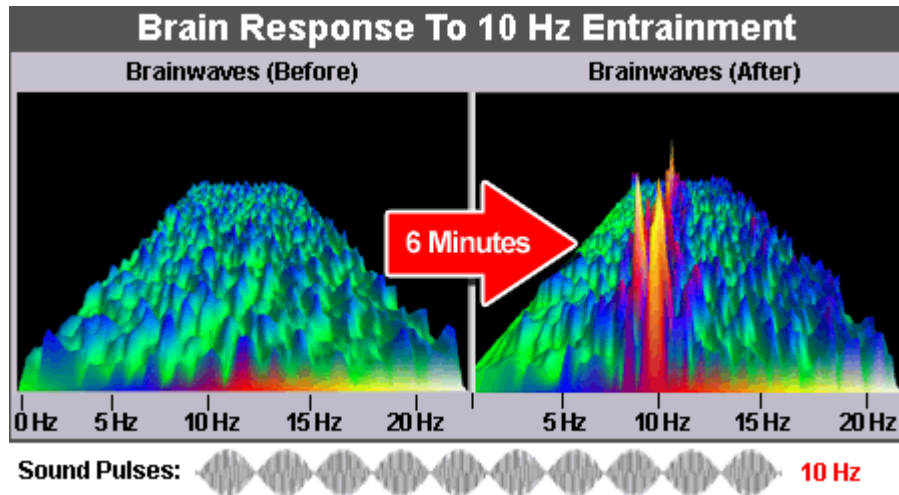 Brain Response To 10 Hz Entrainment
Brainwaves (Before)
Brainwaves (After)
6 Minutes
0 Hz 5 Hz 10 Hz 15 Hz 20 Hz
5 Hz 10 Hz 15 Hz 20 Hz
Sound Pulses: 10 Hz